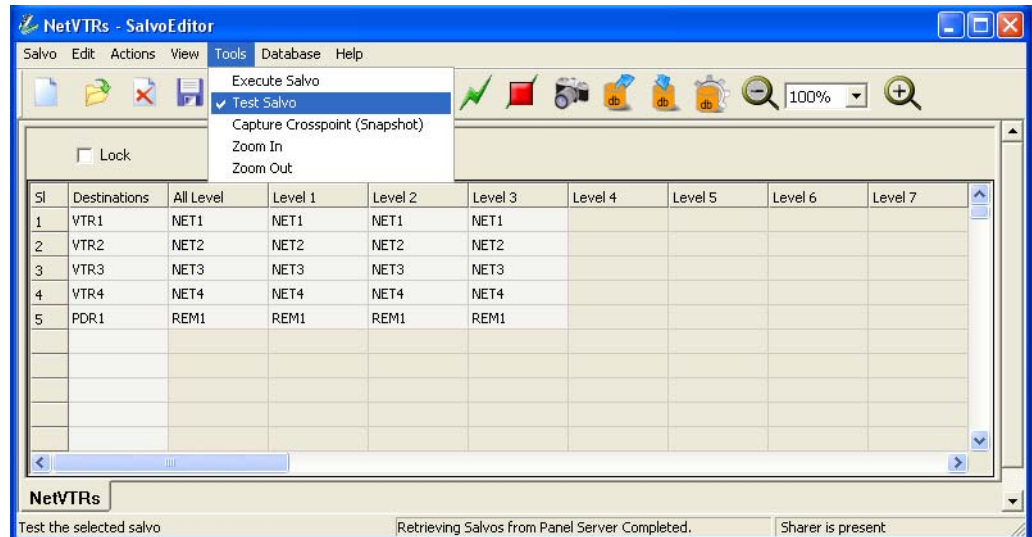 NetVTRs - SalvoEditor
Salvo Edit Actions View Tools Database Help
Execute Salvo
Test Salvo
Capture Crosspoint (Snapshot)
Zoom In
Zoom Out
db db db 100%
Lock
Sl Destinations All Level Level 1 Level 2 Level 3 Level 4 Level 5 Level 6 Level 7
1 VTR1 NET1 NET1 NET1 NET1
2 VTR2 NET2 NET2 NET2 NET2
3 VTR3 NET3 NET3 NET3 NET3
4 VTR4 NET4 NET4 NET4 NET4
5 PDR1 REM1 REM1 REM1 REM1
NetVTRs
Test the selected salvo Retrieving Salvos from Panel Server Completed. Sharer is present